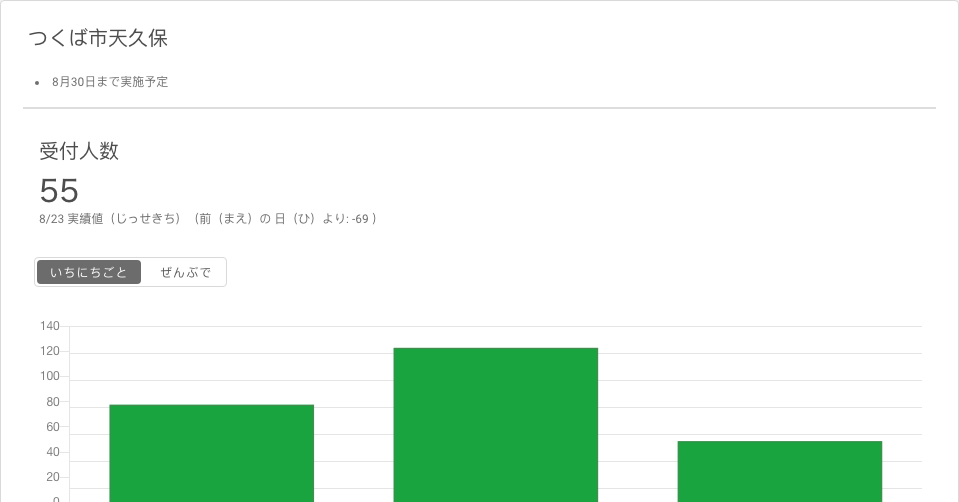 つくば市天久保
8月30日まで実施予定
受付人数
55
8/23 実績値（じっせきち）（前（まえ）の 日（ひ）より: -69 ）
いちにちごと ぜんぶで
140
120
100
80
60
40
20
0